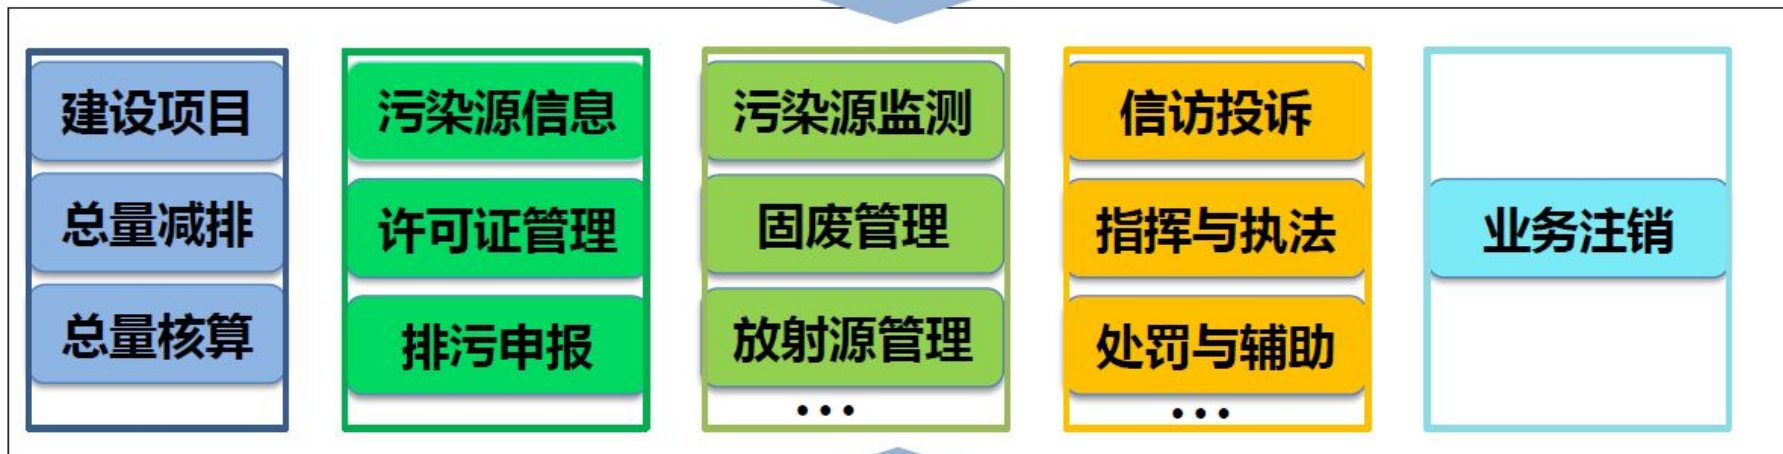 建设项目
总量减排
总量核算
污染源信息
许可证管理
排污申报
污染源监测
固废管理
放射源管理
•••
信访投诉
指挥与执法
处罚与辅助
•••
业务注销